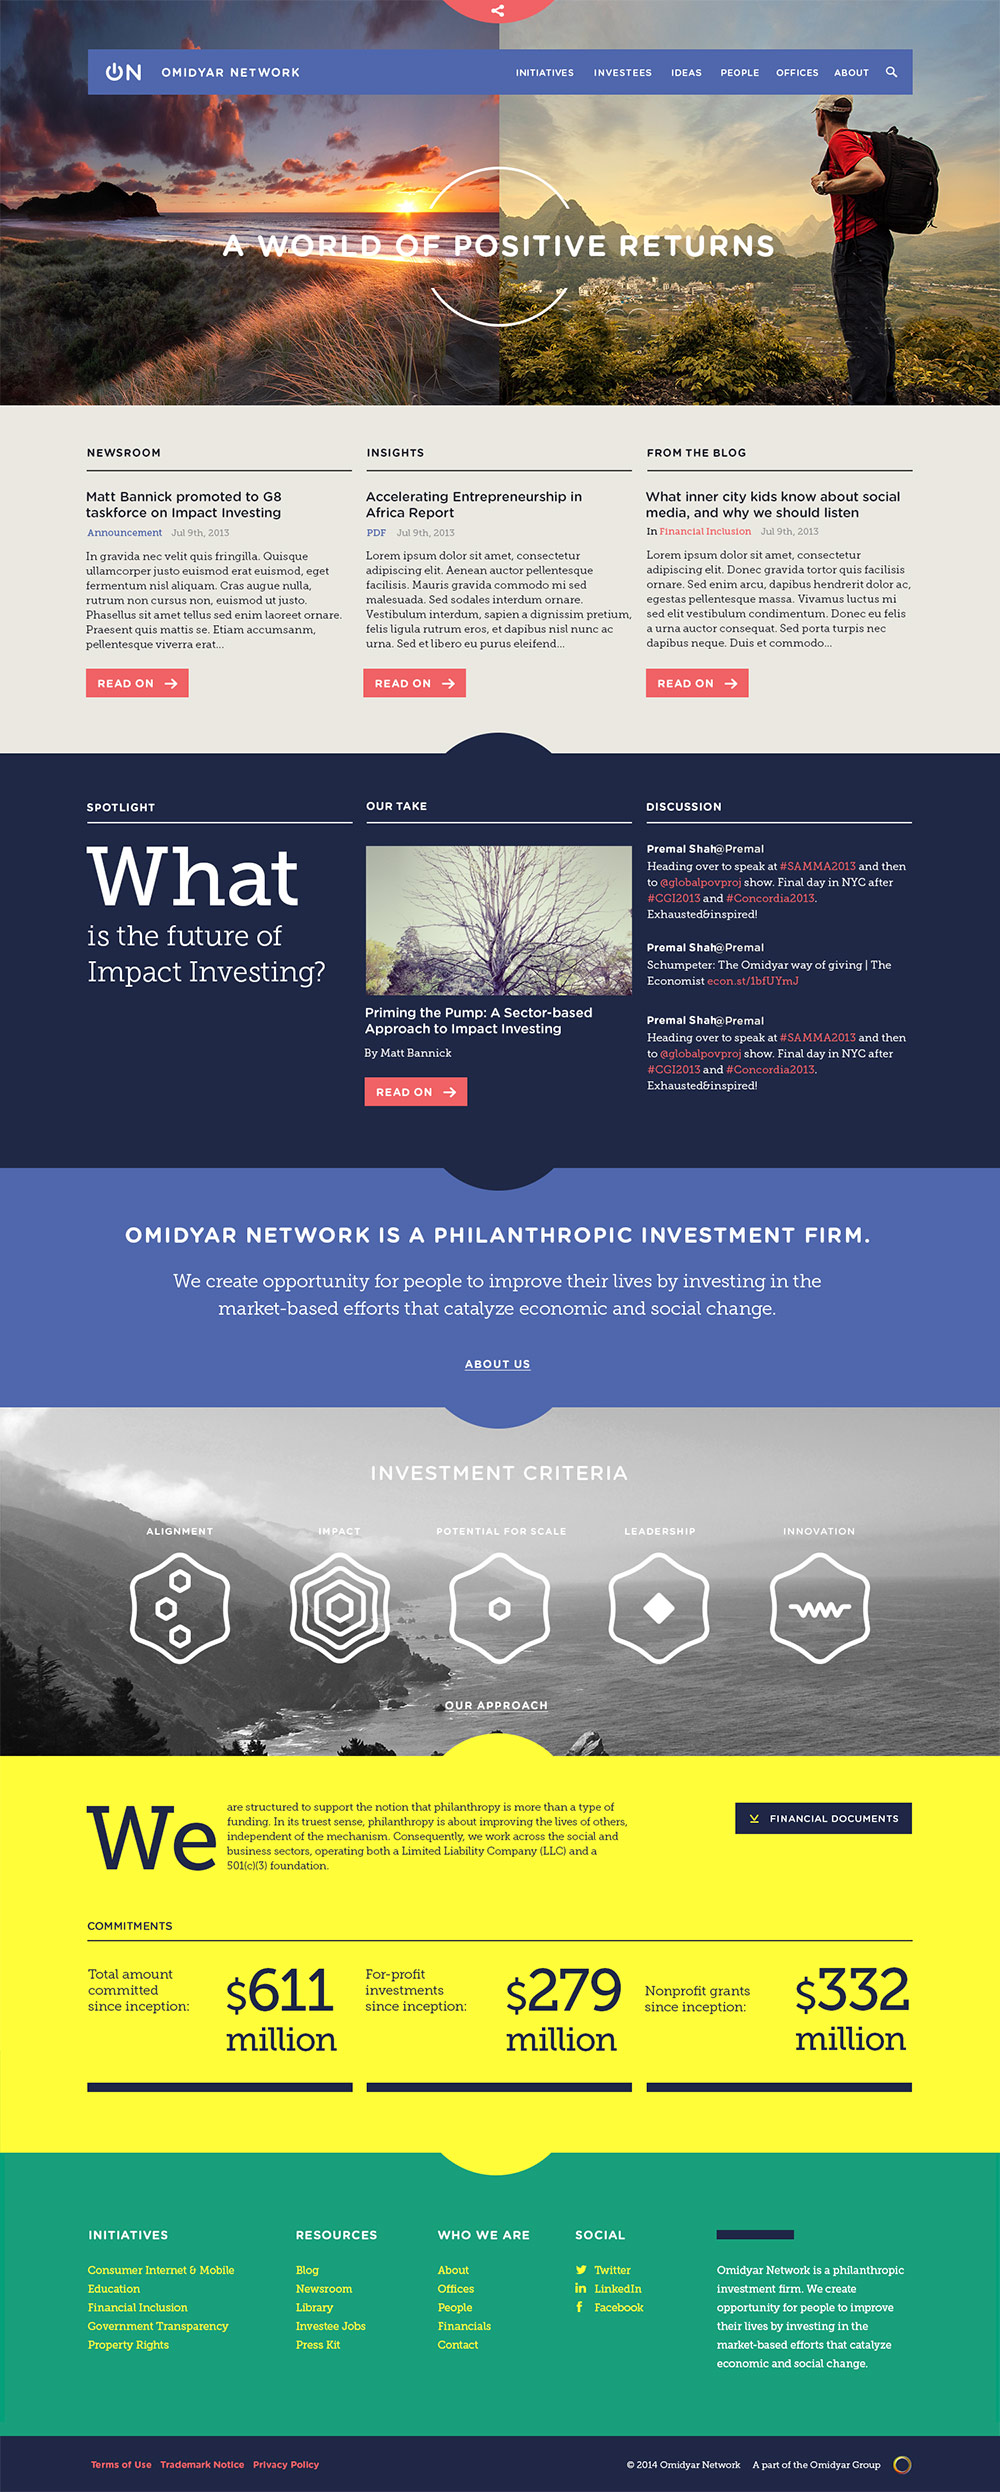 ON OMIDYAR NETWORK INITIATIVES INVESTEES IDEAS PEOPLE OFFICES ABOUT
A WORLD OF POSITIVE RETURNS
NEWSROOM
Matt Bannick promoted to G8
taskforce on Impact Investing
Announcement Jul 9th, 2013
In gravida nec velit quis fringilla. Quisque
ullamcorper justo euismod erat euismod, eget
fermentum nisl aliquam. Cras augue nulla,
rutrum non cursus non, euismod ut justo.
Phasellus sit amet tellus sed enim laoreet ornare.
Praesent quis mattis se. Etiam accumsanm,
pellentesque viverra erat...
READ ON
INSIGHTS
Accelerating Entrepreneurship in
Africa Report
PDF Jul 9th, 2013
Lorem ipsum dolor sit amet, consectetur
adipiscing elit. Aenean auctor pellentesque
facilisis. Mauris gravida commodo mi sed
malesuada. Sed sodales interdum ornare.
Vestibulum interdum, sapien a dignissim pretium,
felis ligula rutrum eros, et dapibus nisl nunc ac
urna. Sed et libero eu purus eleifend...
READ ON
FROM THE BLOG
What inner city kids know about social
media, and why we should listen
In Financial Inclusion Jul 9th, 2013
Lorem ipsum dolor sit amet, consectetur
adipiscing elit. Donec gravida tortor quis facilisis
ornare. Sed enim arcu, dapibus hendrerit dolor ac,
egestas pellentesque massa. Vivamus luctus mi
sed elit vestibulum condimentum. Donec eu felis
a urna auctor consequat. Sed porta turpis nec
dapibus neque. Duis et commodo...
READ ON
SPOTLIGHT
What
is the future of
Impact Investing?
OUR TAKE
Priming the Pump: A Sector-based
Approach to Impact Investing
By Matt Bannick
READ ON
DISCUSSION
Premal Shah@Premal
Heading over to speak at #SAMMA2013 and then
to @globalpovproj show. Final day in NYC after
#CGI2013 and #Concordia2013.
Exhausted&inspired!
Premal Shah@Premal
Schumpeter: The Omidyar way of giving | The
Economist econ.st/1bfUYmJ
Premal Shah@Premal
Heading over to speak at #SAMMA2013 and then
to @globalpovproj show. Final day in NYC after
#CGI2013 and #Concordia2013.
Exhausted&inspired!
OMIDYAR NETWORK IS A PHILANTHROPIC INVESTMENT FIRM.
We create opportunity for people to improve their lives by investing in the
market-based efforts that catalyze economic and social change.
ABOUT US
INVESTMENT CRITERIA
ALIGNMENT IMPACT POTENTIAL FOR SCALE LEADERSHIP INNOVATION
OUR APPROACH
We
are structured to support the notion that philanthropy is more than a type of
funding. In its truest sense, philanthropy is about improving the lives of others,
independent of the mechanism. Consequently, we work across the social and
business sectors, operating both a Limited Liability Company (LLC) and a
501(c)(3) foundation.
FINANCIAL DOCUMENTS
COMMITMENTS
Total amount
committed
since inception:
$611
million
For-profit
investments
since inception:
$279
million
Nonprofit grants
since inception:
$332
million
INITIATIVES
Consumer Internet & Mobile
Education
Financial Inclusion
Government Transparency
Property Rights
RESOURCES
Blog
Newsroom
Library
Investee Jobs
Press Kit
WHO WE ARE
About
Offices
People
Financials
Contact
SOCIAL
Twitter
in LinkedIn
f Facebook
Omidyar Network is a philanthropic
investment firm. We create
opportunity for people to improve
their lives by investing in the
market-based efforts that catalyze
economic and social change.
Terms of Use Trademark Notice Privacy Policy © 2014 Omidyar Network A part of the Omidyar Group